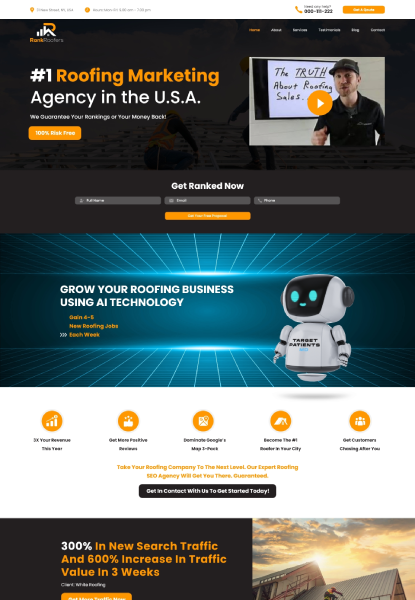 Need any help?
000-111-222
Get A Quote
RankRoofers
Home
About
Services
Testimonials
Blog
Contact
#1 Roofing Marketing
Agency in the U.S.A.
We Guarantee Your Rankings or Your Money Back!
100% Risk Free
The TRUTH
About Roofing
Sales.
Get Ranked Now
Full Name
Email
Phone
Get Your Free Proposal
GROW YOUR ROOFING BUSINESS
USING AI TECHNOLOGY
Gain 4-5
New Roofing Jobs
Each Week
TARGET
PATIENTS
3X Your Revenue
This Year
Get More Positive
Reviews
Dominate Google's
Map 3-Pack
Become The #1
Roofer In Your City
Get Customers
Chasing After You
Take Your Roofing Company To The Next Level. Our Expert Roofing
SEO Agency Will Get You There, Guaranteed.
Get In Contact With Us To Get Started Today!
300% In New Search Traffic
And 600% Increase In Traffic
Value In 3 Weeks
Client: White Roofing
Get More Traffic Now